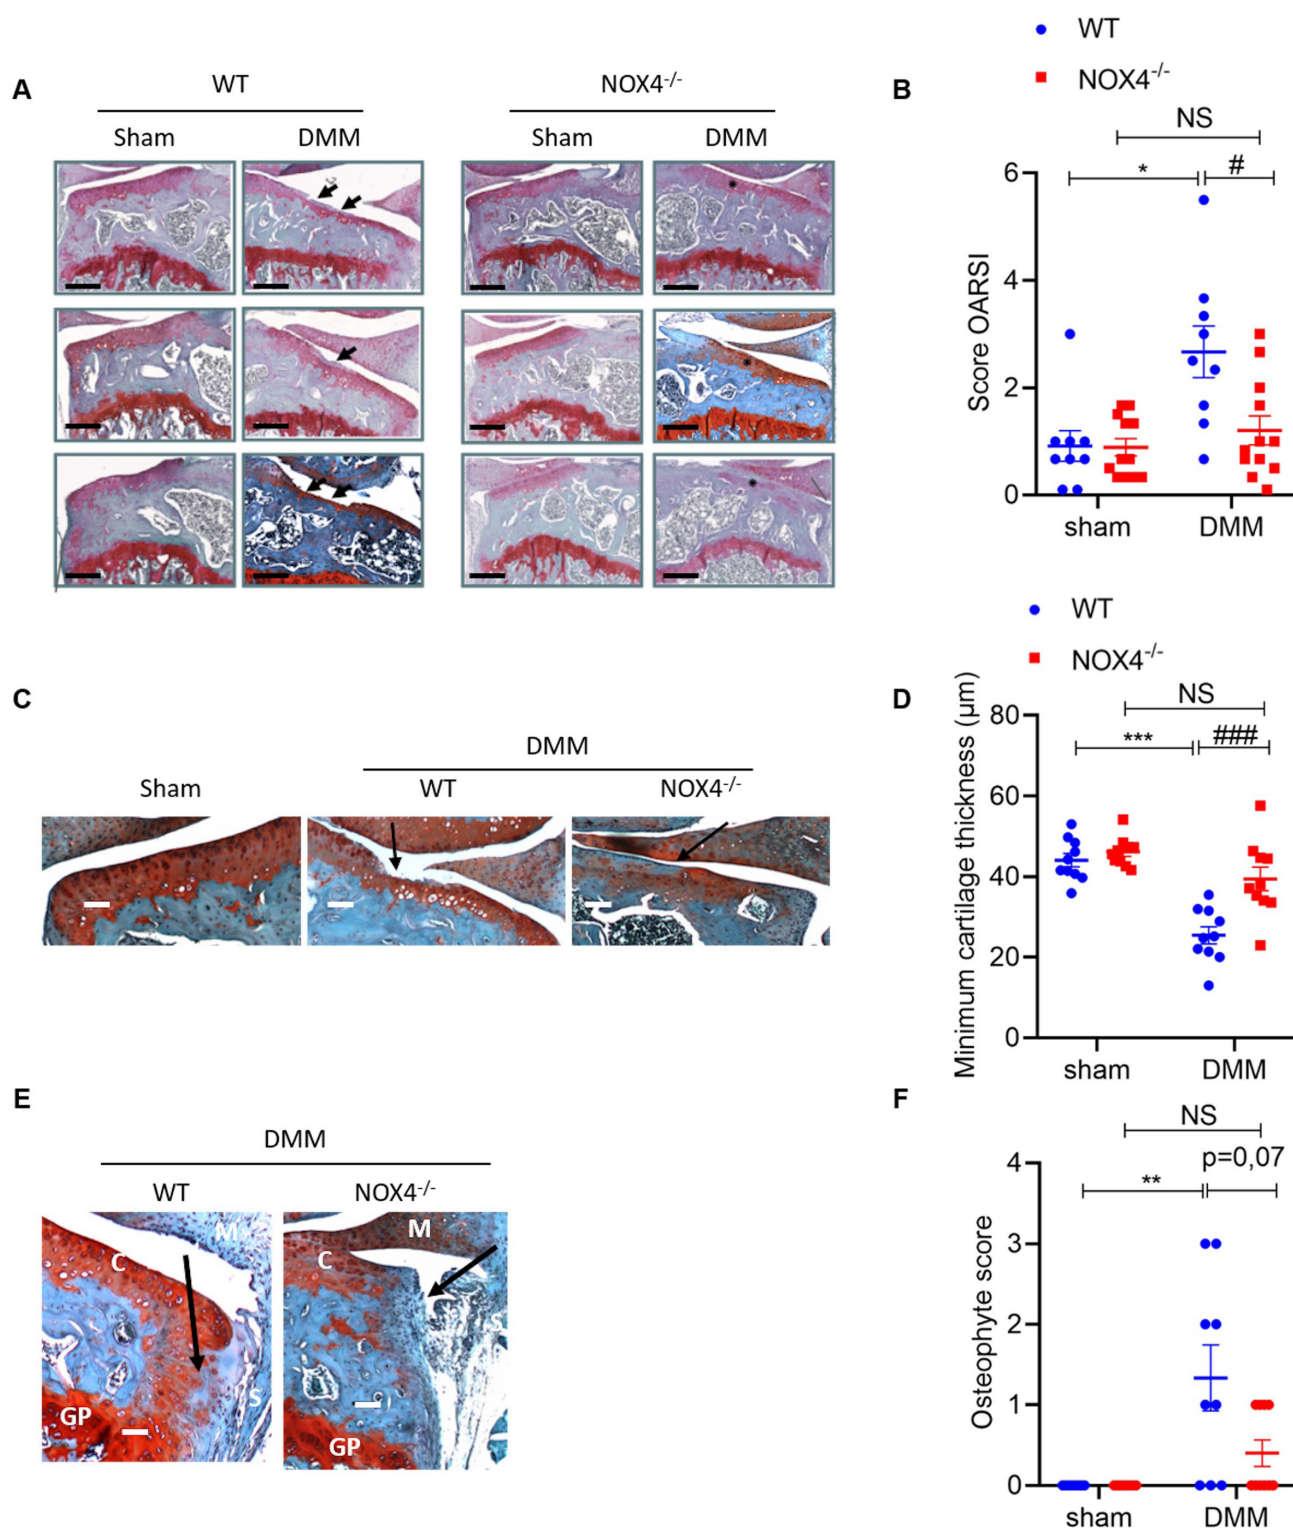 A
WT
NOX4-/-
Sham
DMM
Sham
DMM
*
*
*
B
WT
NOX4-/-
NS
*
#
Score OARSI
6
4
2
0
sham
DMM
C
DMM
Sham
WT
NOX4-/-
D
WT
NOX4-/-
NS
***
###
Minimum cartilage thickness (µm)
80
60
40
20
0
sham
DMM
E
DMM
WT
NOX4-/-
M
C
S
GP
M
C
GP
F
NS
p=0,07
**
Osteophyte score
4
3
2
1
0
sham
DMM